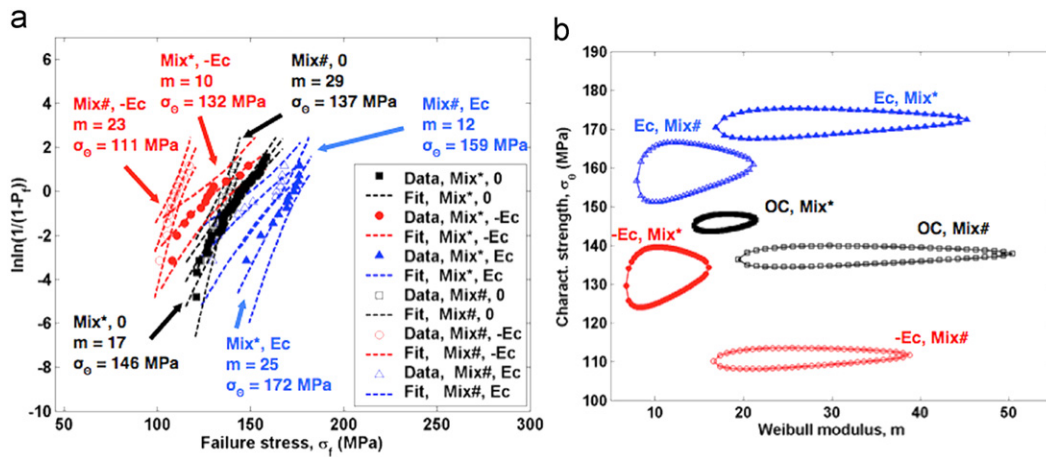 a
Mix*, -Ec
m = 10
σΘ = 132 MPa
Mix#, 0
m = 29
σΘ = 137 MPa
Mix#, -Ec
m = 23
σΘ = 111 MPa
Mix#, Ec
m = 12
σΘ = 159 MPa
Mix*, 0
m = 17
σΘ = 146 MPa
Mix*, Ec
m = 25
σΘ = 172 MPa
Data, Mix*, 0
Fit, Mix*, 0
Data, Mix*, -Ec
Fit, Mix*, -Ec
Data, Mix*, Ec
Fit, Mix*, Ec
Data, Mix#, 0
Fit, Mix#, 0
Data, Mix#, -Ec
Fit, Mix#, -Ec
Data, Mix#, Ec
Fit, Mix#, Ec
lnln(1/(1-Pf))
6
4
2
0
-2
-4
-6
-8
-10
50 100 150 200 250 300
Failure stress, σf (MPa)
b
Charact. strength, σ0 (MPa)
190
180
170
160
150
140
130
120
110
100
Ec, Mix*
Ec, Mix#
OC, Mix*
-Ec, Mix*
OC, Mix#
-Ec, Mix#
10 20 30 40 50
Weibull modulus, m